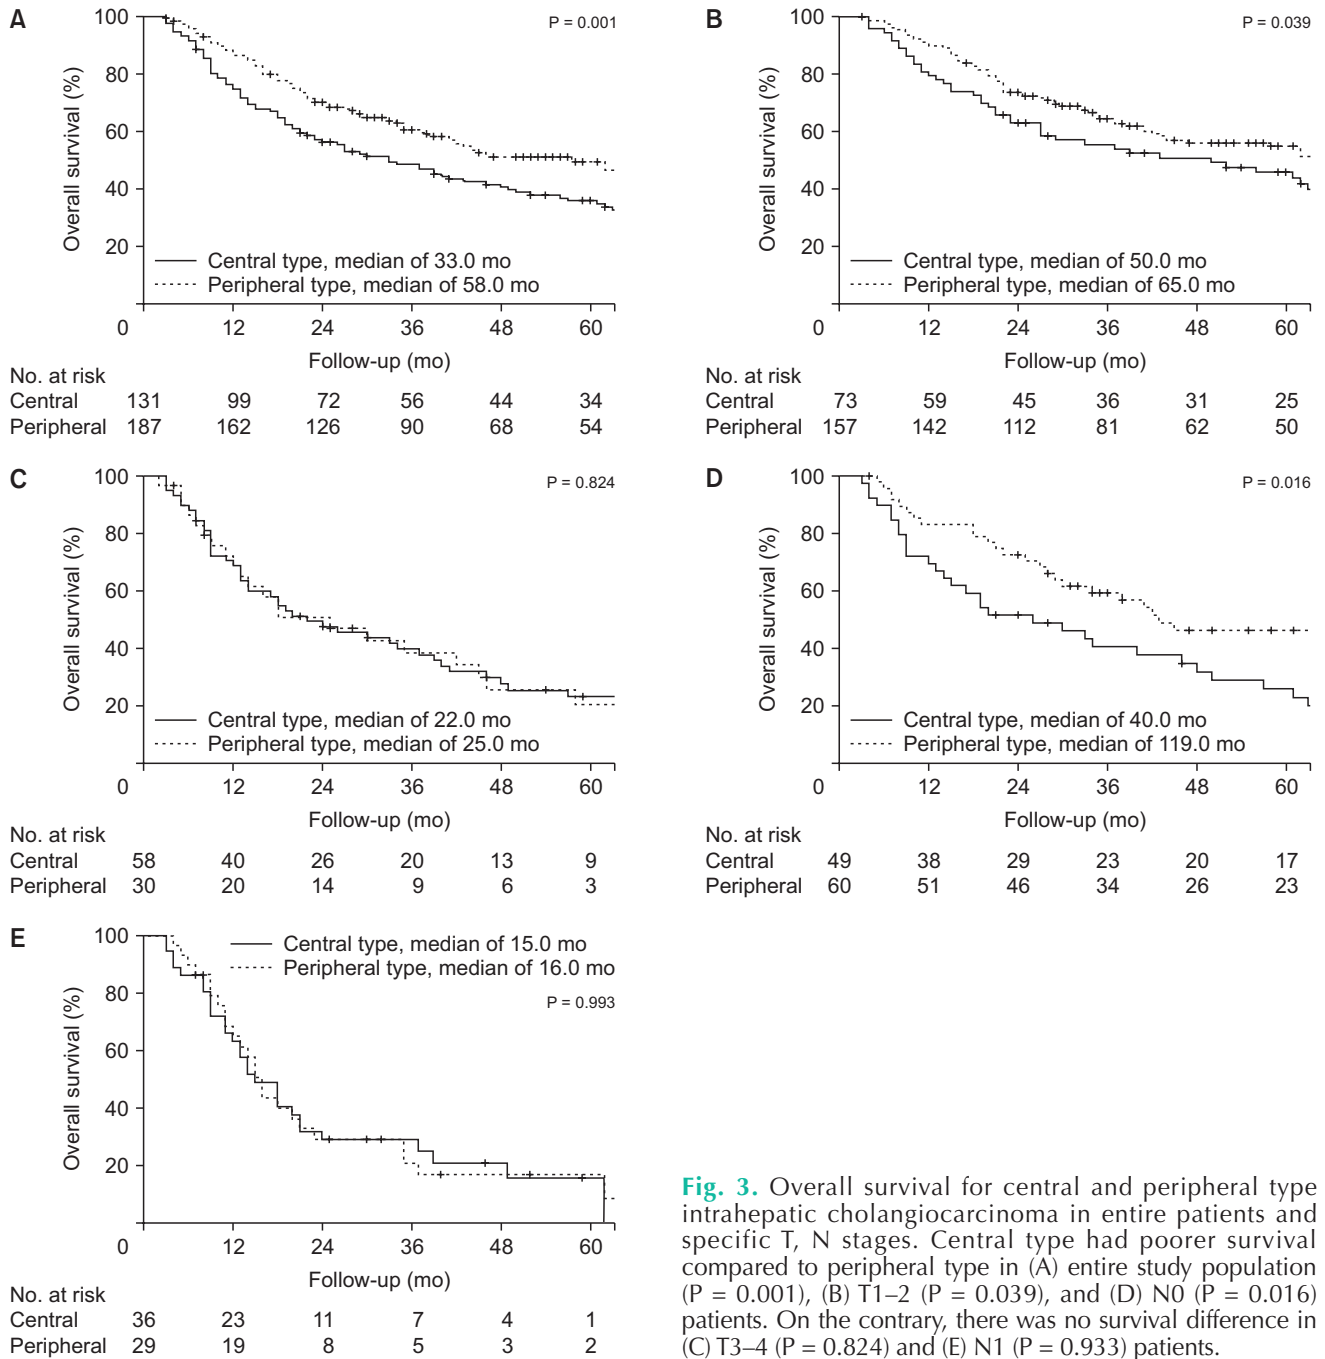 A
P = 0.001
100
80
60
40
20
Overall survival (%)
Central type, median of 33.0 mo
Peripheral type, median of 58.0 mo
0 12 24 36 48 60
Follow-up (mo)
No. at risk
Central 131 99 72 56 44 34
Peripheral 187 162 126 90 68 54
B
P = 0.039
100
80
60
40
20
Overall survival (%)
Central type, median of 50.0 mo
Peripheral type, median of 65.0 mo
0 12 24 36 48 60
Follow-up (mo)
No. at risk
Central 73 59 45 36 31 25
Peripheral 157 142 112 81 62 50
C
P = 0.824
100
80
60
40
20
Overall survival (%)
Central type, median of 22.0 mo
Peripheral type, median of 25.0 mo
0 12 24 36 48 60
Follow-up (mo)
No. at risk
Central 58 40 26 20 13 9
Peripheral 30 20 14 9 6 3
D
P = 0.016
100
80
60
40
20
Overall survival (%)
Central type, median of 40.0 mo
Peripheral type, median of 119.0 mo
0 12 24 36 48 60
Follow-up (mo)
No. at risk
Central 49 38 29 23 20 17
Peripheral 60 51 46 34 26 23
E
Central type, median of 15.0 mo
Peripheral type, median of 16.0 mo
P = 0.993
100
80
60
40
20
Overall survival (%)
0 12 24 36 48 60
Follow-up (mo)
No. at risk
Central 36 23 11 7 4 1
Peripheral 29 19 8 5 3 2
Fig. 3. Overall survival for central and peripheral type
intrahepatic cholangiocarcinoma in entire patients and
specific T, N stages. Central type had poorer survival
compared to peripheral type in (A) entire study population
(P = 0.001), (B) T1–2 (P = 0.039), and (D) N0 (P = 0.016)
patients. On the contrary, there was no survival difference in
(C) T3–4 (P = 0.824) and (E) N1 (P = 0.933) patients.